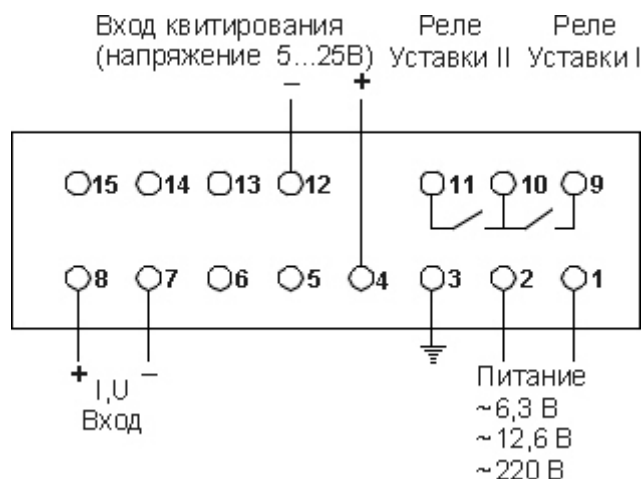 Вход квитирования
(напряжение 5...25В)
Реле
Уставки II
Реле
Уставки I
– +
15 14 13 12 11 10 9
8 7 6 5 4 3 2 1
+ –
I,U
Вход
Питание
~6,3 В
~12,6 В
~220 В